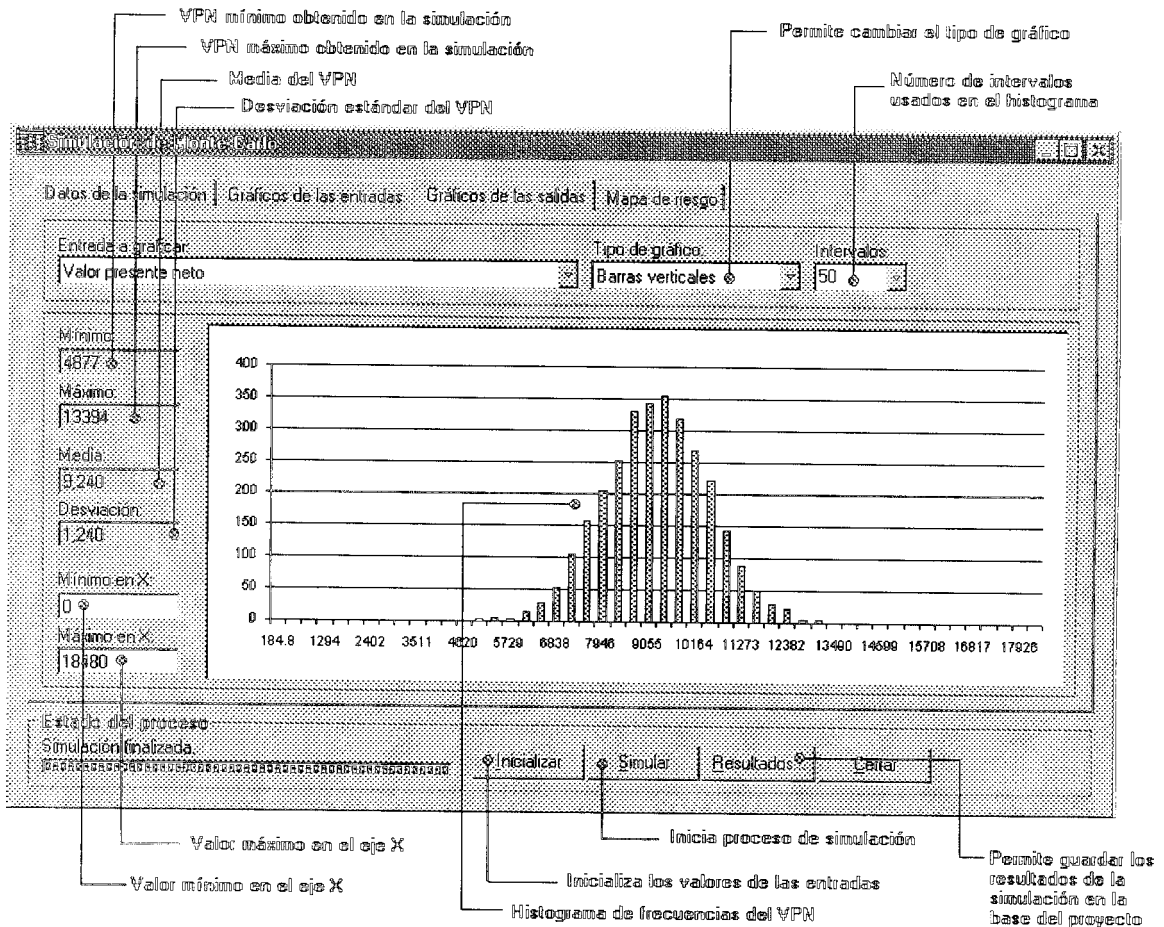 VPN mínimo obtenido en la simulación
VPN máximo obtenido en la simulación
Media del VPN
Desviación estándar del VPN
Permite cambiar el tipo de gráfico
Número de intervalos
usados en el histograma
Simulador de Monte Carlo
Datos de la simulación
Gráficos de las entradas
Gráficos de las salidas
Mapa de riesgo
Entrada a graficar:
Valor presente neto
Tipo de gráfico:
Barras verticales
Intervalos:
50
Mínimo:
4877
Máximo:
13394
Media:
9,240
Desviación:
1,240
Mínimo en X:
0
Máximo en X:
18480
400
350
300
250
200
150
100
50
0
184.8 1294 2402 3511 4620 5729 6838 7946 9055 10164 11273 12382 13490 14599 15708 16817 17926
Estado del proceso
Simulación finalizada.
Inicializar
Simular
Resultados
Cerrar
Valor máximo en el eje X
Valor mínimo en el eje X
Inicia proceso de simulación
Inicializa los valores de las entradas
Histograma de frecuencias del VPN
Permite guardar los
resultados de la
simulación en la
base del proyecto